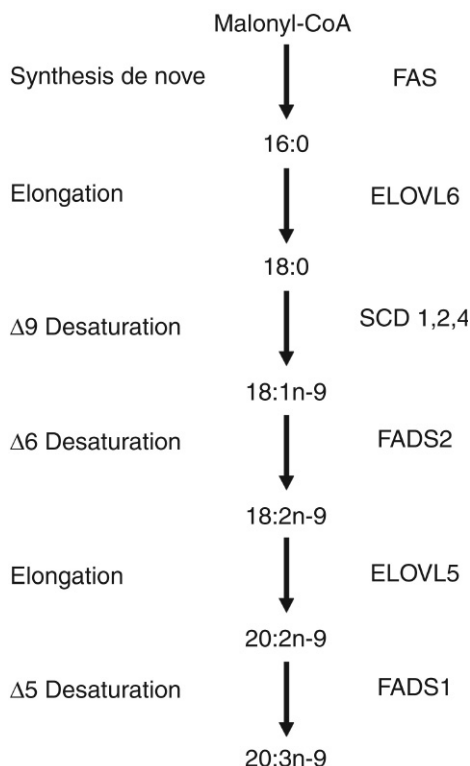 Malonyl-CoA
Synthesis de nove FAS
16:0
Elongation ELOVL6
18:0
Δ9 Desaturation SCD 1,2,4
18:1n-9
Δ6 Desaturation FADS2
18:2n-9
Elongation ELOVL5
20:2n-9
Δ5 Desaturation FADS1
20:3n-9